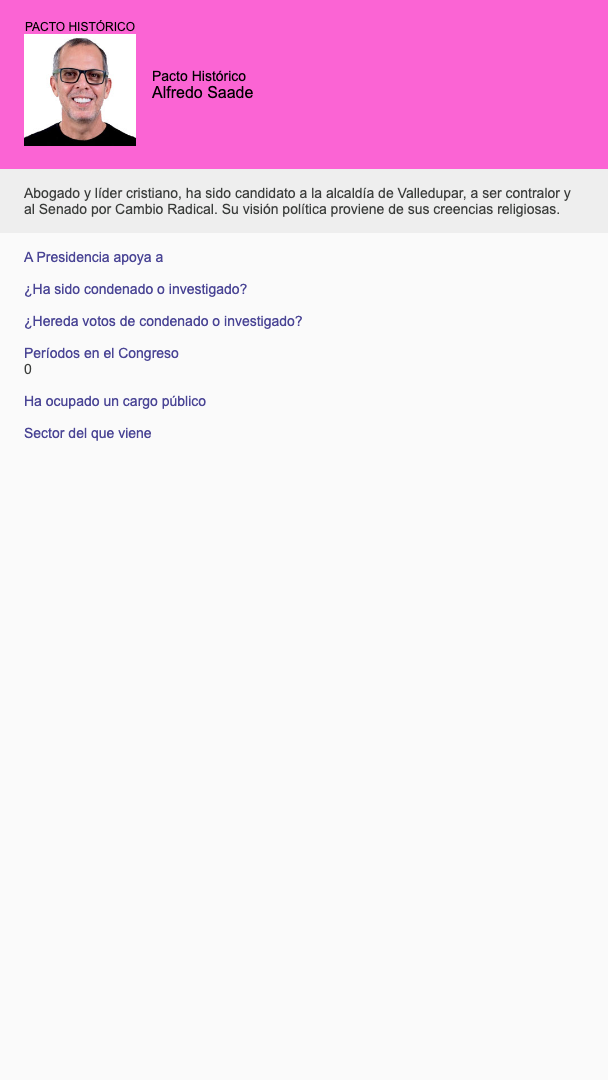 PACTO HISTÓRICO
Pacto Histórico
Alfredo Saade
Abogado y líder cristiano, ha sido candidato a la alcaldía de Valledupar, a ser contralor y
al Senado por Cambio Radical. Su visión política proviene de sus creencias religiosas.
A Presidencia apoya a
¿Ha sido condenado o investigado?
¿Hereda votos de condenado o investigado?
Períodos en el Congreso
0
Ha ocupado un cargo público
Sector del que viene